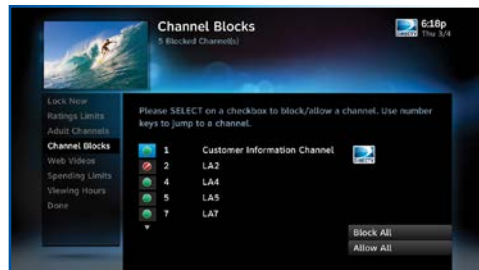 Channel Blocks
5 Blocked Channel(s)
DIRECTV
6:18p
Thu 3/4
Lock Now
Ratings Limits
Adult Channels
Channel Blocks
Web Videos
Spending Limits
Viewing Hours
Done
Please SELECT on a checkbox to block/allow a channel. Use number
keys to jump to a channel.
1 Customer Information Channel DIRECTV
2 LA2
4 LA4
5 LA5
7 LA7
Block All
Allow All